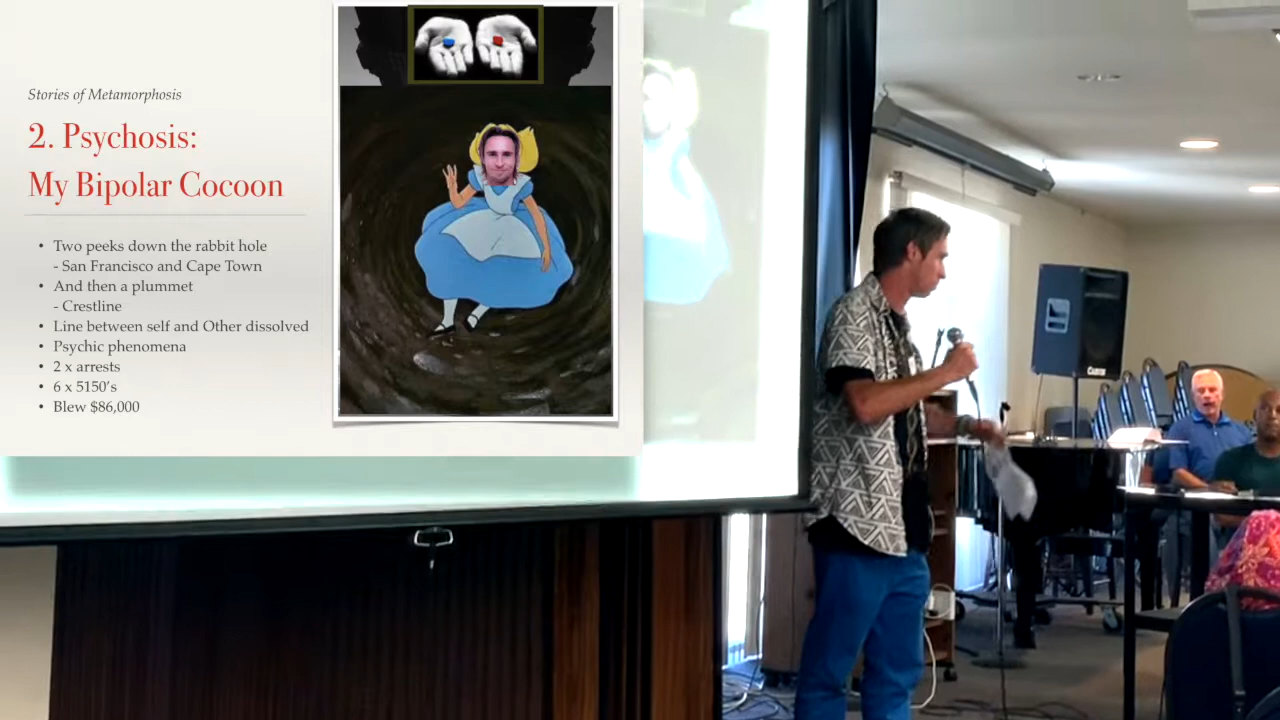 Stories of Metamorphosis
2. Psychosis:
My Bipolar Cocoon
• Two peeks down the rabbit hole
- San Francisco and Cape Town
• And then a plummet
- Crestline
• Line between self and Other dissolved
• Psychic phenomena
• 2 x arrests
• 6 x 5150's
• Blew $86,000